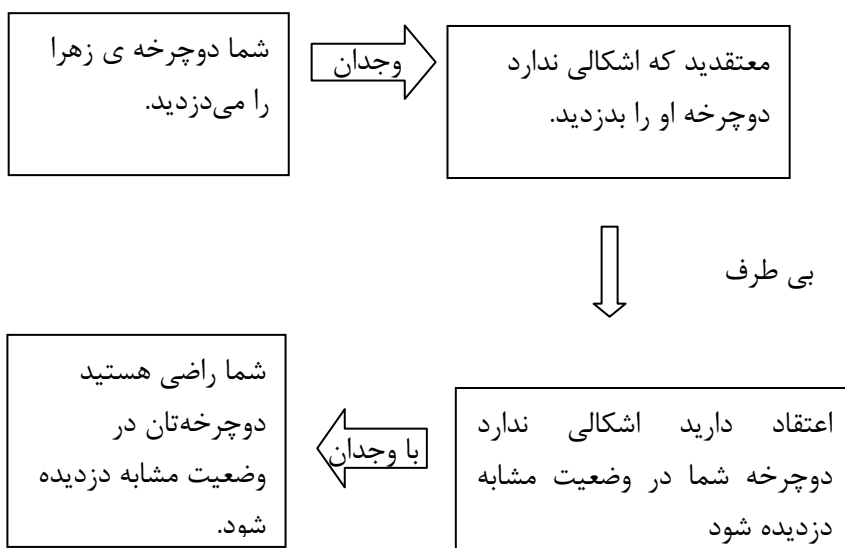 شما دوچرخه ی زهرا
را می‌دزدید.
وجدان
معتقدید که اشکالی ندارد
دوچرخه او را بدزدید.
بی طرف
اعتقاد دارید اشکالی ندارد
دوچرخه شما در وضعیت مشابه
دزدیده شود
با وجدان
شما راضی هستید
دوچرخه‌تان در
وضعیت مشابه دزدیده
شود.